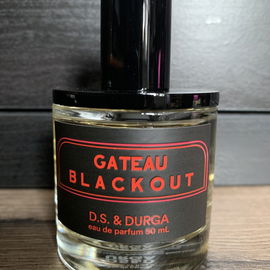 GATEAU
BLACKOUT
D.S. & DURGA
eau de parfum 50 mL